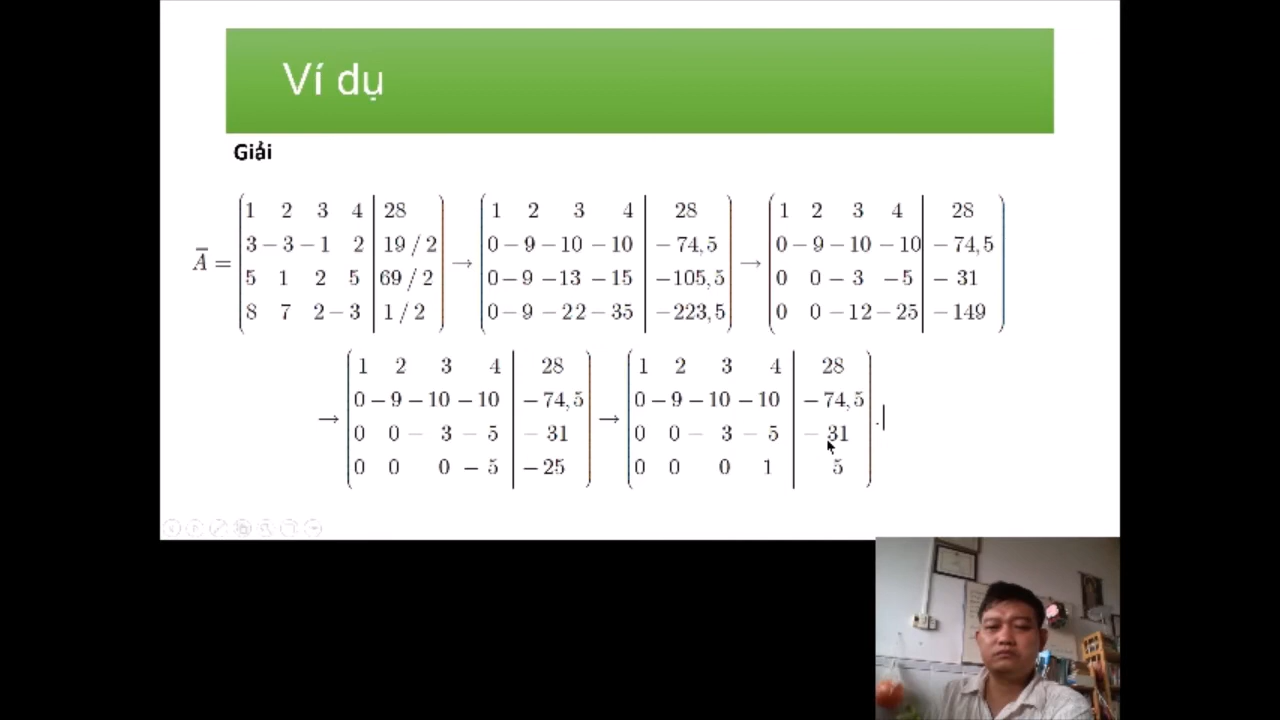 Ví dụ
Giải
A̅ = ( 1 2 3 4 | 28 ) → ( 1 2 3 4 | 28 ) → ( 1 2 3 4 | 28 )
3 − 3 − 1 2 | 19 / 2 0 − 9 − 10 − 10 | − 74,5 0 − 9 − 10 − 10 | − 74,5
5 1 2 5 | 69 / 2 0 − 9 − 13 − 15 | −105,5 0 0 − 3 − 5 | − 31
8 7 2 − 3 | 1 / 2 0 − 9 − 22 − 35 | −223,5 0 0 − 12 − 25 | − 149
→ ( 1 2 3 4 | 28 ) → ( 1 2 3 4 | 28 ) .
0 − 9 − 10 − 10 | − 74,5 0 − 9 − 10 − 10 | − 74,5
0 0 − 3 − 5 | − 31 0 0 − 3 − 5 | − 31
0 0 0 − 5 | − 25 0 0 0 1 | 5